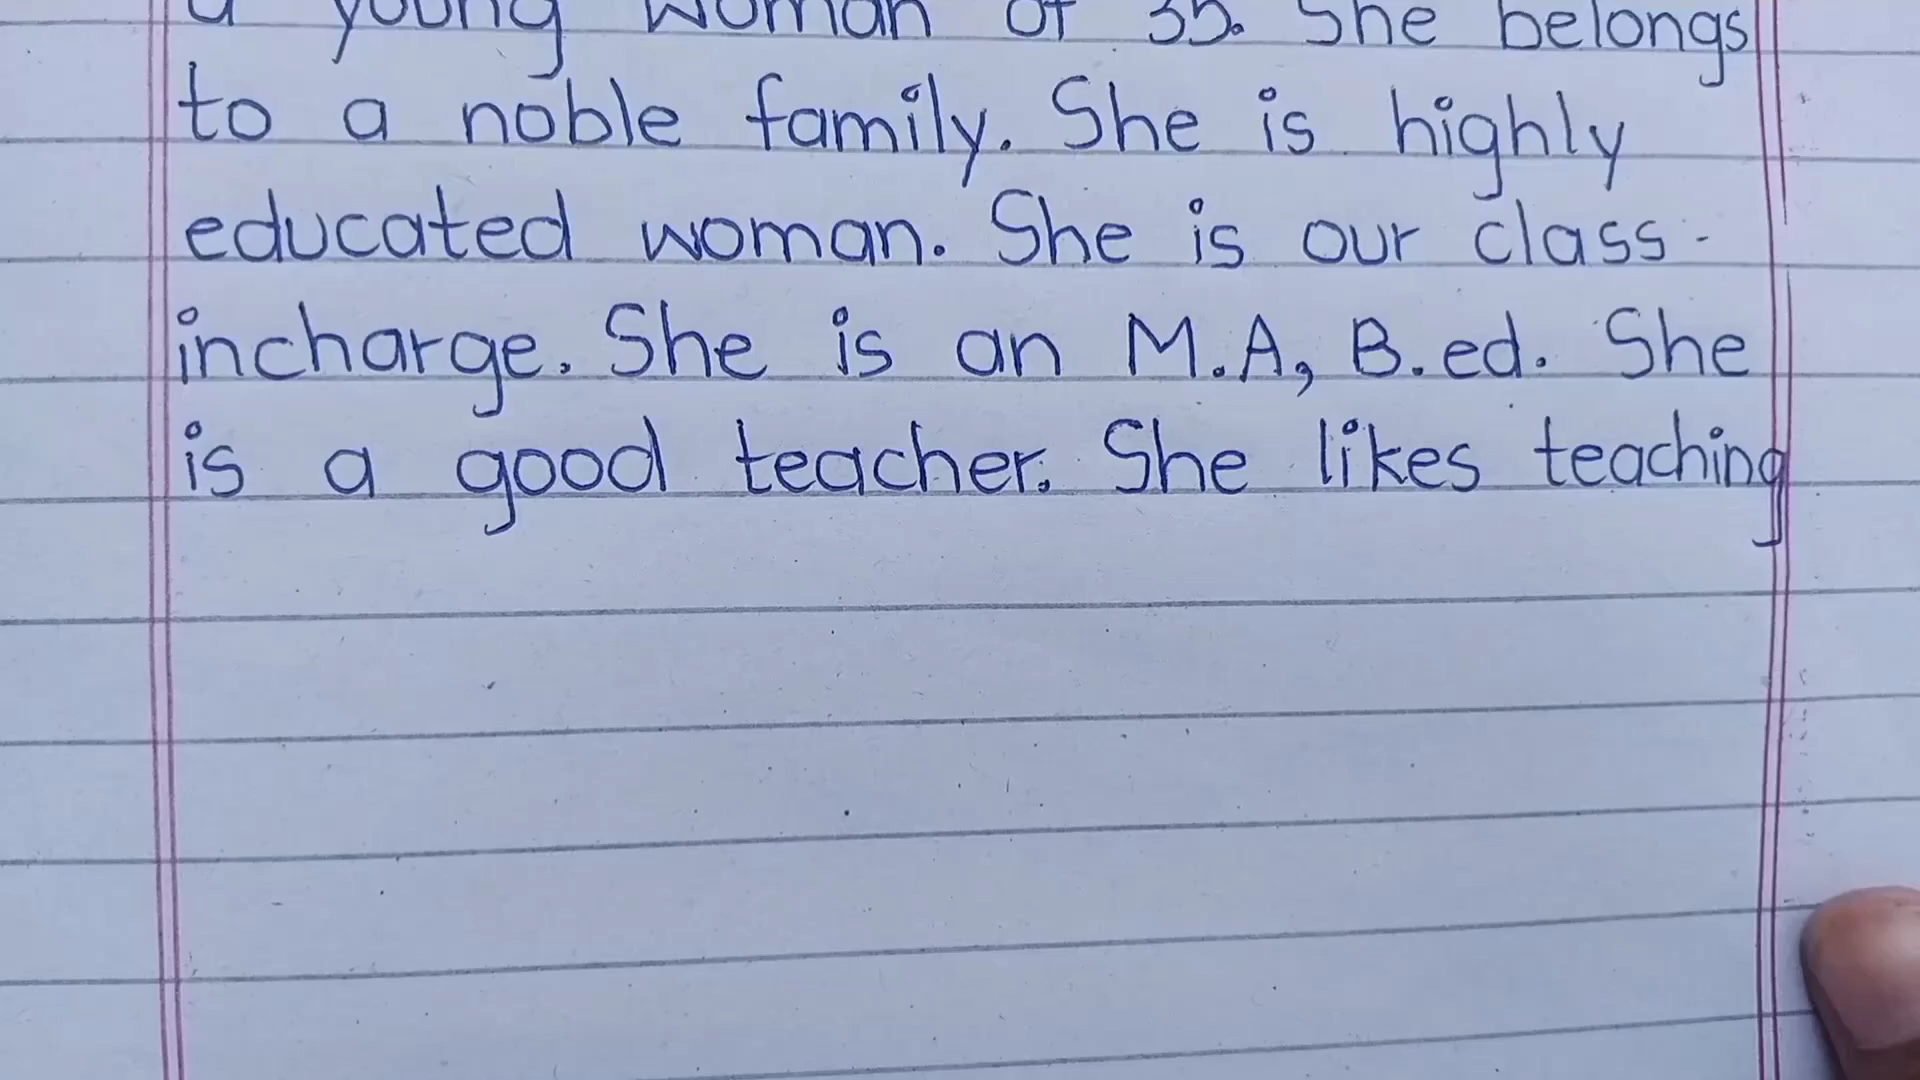 a young woman of 35. She belongs
to a noble family. She is highly
educated woman. She is our class-
incharge. She is an M.A, B.ed. She
is a good teacher. She likes teaching